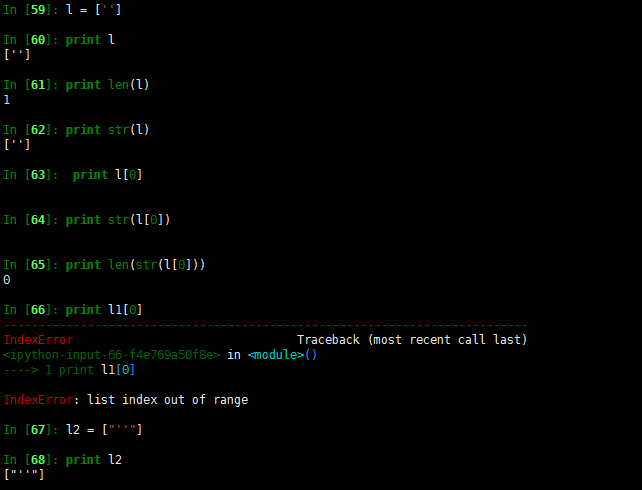 In [59]: l = ['']
In [60]: print l
['']
In [61]: print len(l)
1
In [62]: print str(l)
['']
In [63]:  print l[0]
In [64]: print str(l[0])
In [65]: print len(str(l[0]))
0
In [66]: print l1[0]
---------------------------------------------------------------------------
IndexError                                Traceback (most recent call last)
<ipython-input-66-f4e769a50f8e> in <module>()
----> 1 print l1[0]
IndexError: list index out of range
In [67]: l2 = ["''"]
In [68]: print l2
["''"]